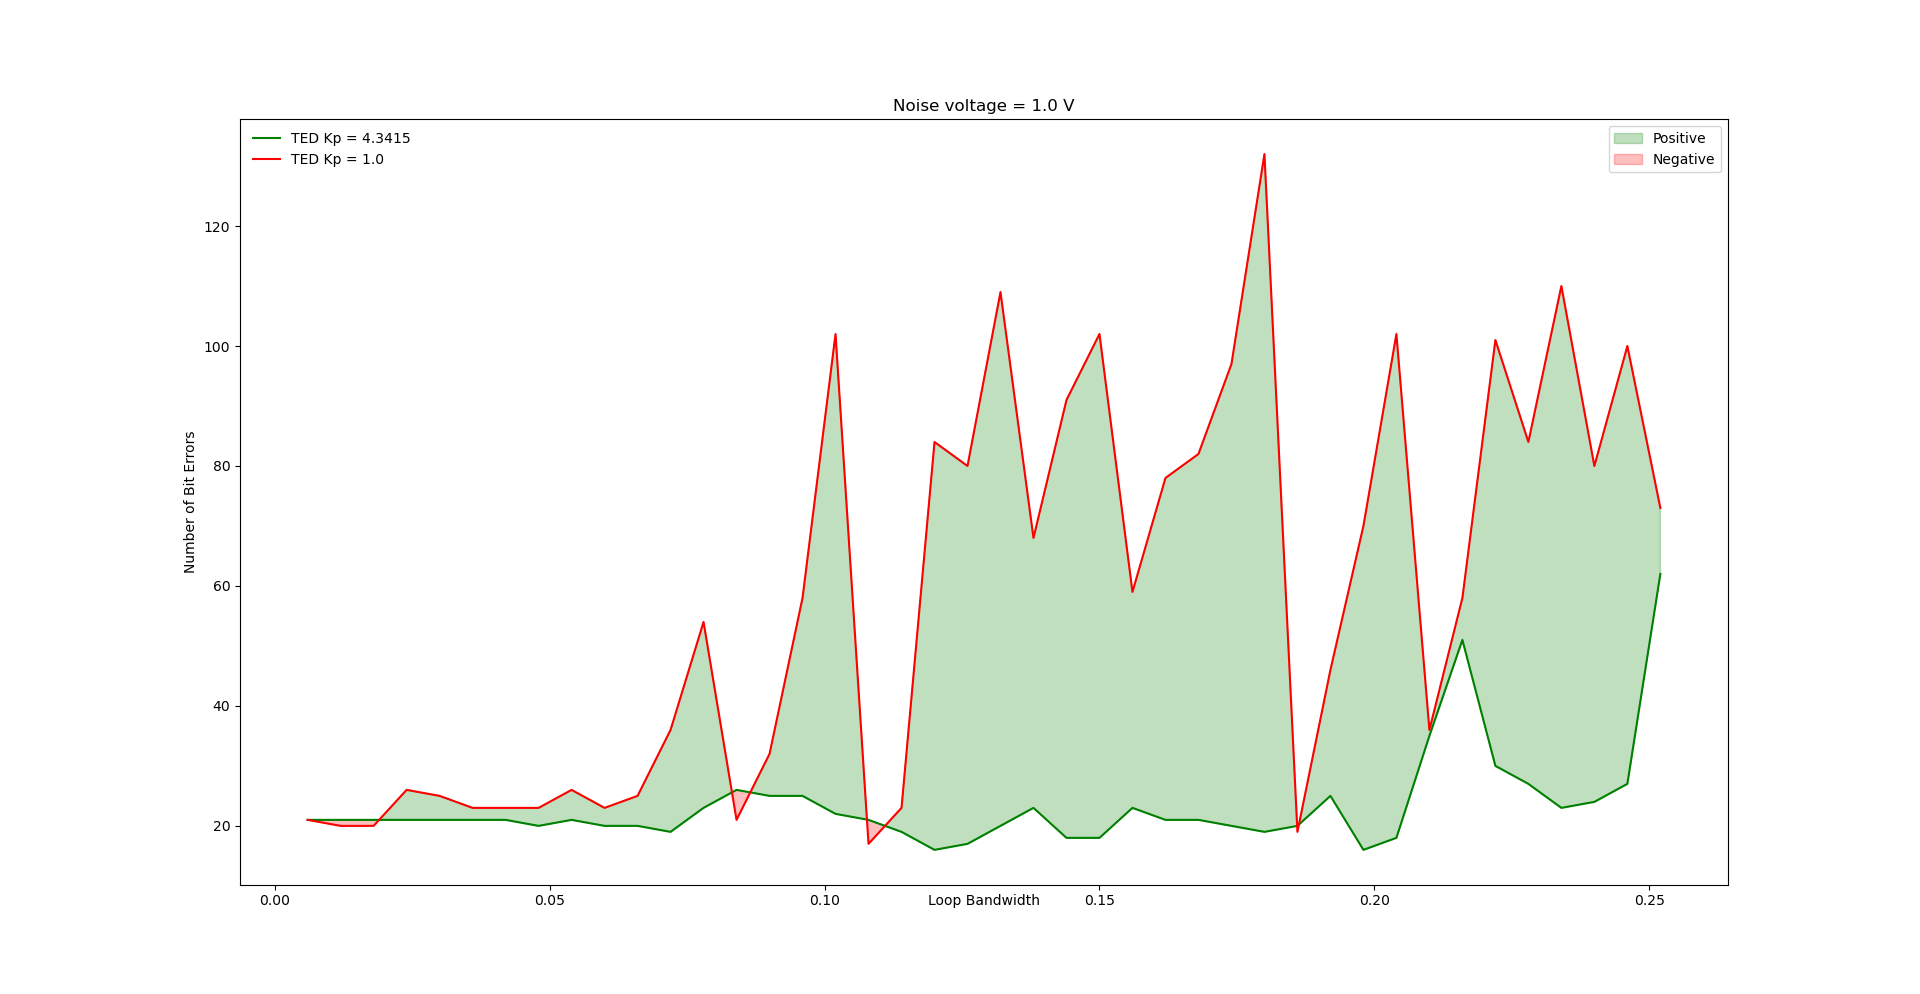 Noise voltage = 1.0 V
TED Kp = 4.3415
TED Kp = 1.0
Positive
Negative
Number of Bit Errors
120
100
80
60
40
20
0.00
0.05
0.10
0.15
0.20
0.25
Loop Bandwidth